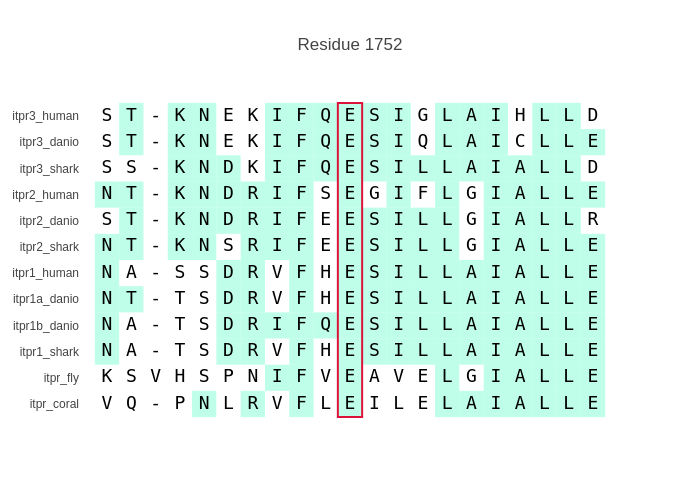 Residue 1752
itpr3_human S T - K N E K I F Q E S I G L A I H L L D
itpr3_danio S T - K N E K I F Q E S I Q L A I C L L E
itpr3_shark S S - K N D K I F Q E S I L L A I A L L D
itpr2_human N T - K N D R I F S E G I F L G I A L L E
itpr2_danio S T - K N D R I F E E S I L L G I A L L R
itpr2_shark N T - K N S R I F E E S I L L G I A L L E
itpr1_human N A - S S D R V F H E S I L L A I A L L E
itpr1a_danio N T - T S D R V F H E S I L L A I A L L E
itpr1b_danio N A - T S D R I F Q E S I L L A I A L L E
itpr1_shark N A - T S D R V F H E S I L L A I A L L E
itpr_fly K S V H S P N I F V E A V E L G I A L L E
itpr_coral V Q - P N L R V F L E I L E L A I A L L E